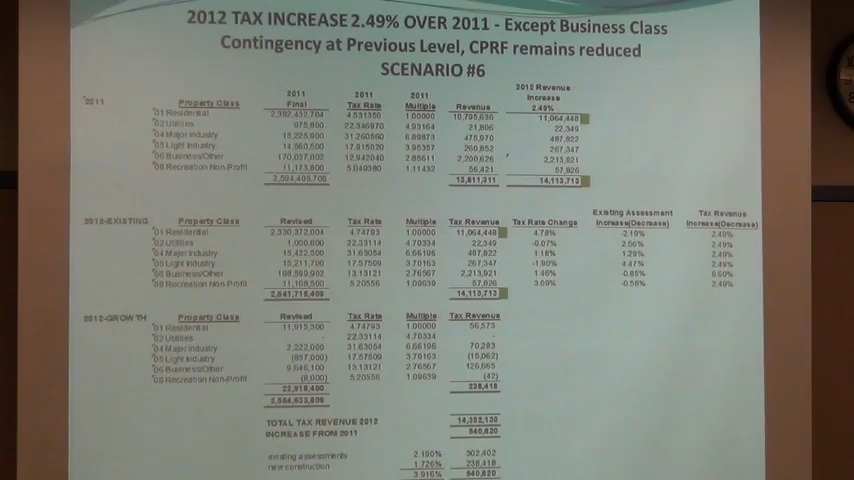 2012 TAX INCREASE 2.49% OVER 2011 - Except Business Class
Contingency at Previous Level, CPRF remains reduced
SCENARIO #6
2011 Property Class 2011 Final 2011 Tax Rate 2011 Multiple Revenue 2012 Revenue Increase 2.49%
01 Residential 2,382,432,704 4.531350 1.00000 10,795,636 11,064,448
02 Utilities 975,800 22.346970 4.93164 21,806 22,349
04 Major Industry 15,225,900 31.260560 6.89873 475,970 487,822
05 Light Industry 14,560,500 17.915020 3.95357 260,852 267,347
06 Business/Other 170,037,002 12.942040 2.85611 2,200,626 2,213,921
08 Recreation Non-Profit 11,173,800 5.049380 1.11432 56,421 57,826
2,594,405,706 13,811,311 14,113,713
2012-EXISTING Property Class Revised Tax Rate Multiple Tax Revenue Tax Rate Change Existing Assessment Increase(Decrease) Tax Revenue Increase(Decrease)
01 Residential 2,330,372,004 4.74793 1.00000 11,064,448 4.78% -2.19% 2.49%
02 Utilities 1,000,800 22.33114 4.70334 22,349 -0.07% 2.56% 2.49%
04 Major Industry 15,422,500 31.63054 6.66196 487,822 1.18% 1.29% 2.49%
05 Light Industry 15,211,700 17.57509 3.70163 267,347 -1.90% 4.47% 2.49%
06 Business/Other 168,599,902 13.13121 2.76567 2,213,921 1.46% -0.85% 0.60%
08 Recreation Non-Profit 11,108,500 5.20556 1.09639 57,826 3.09% -0.58% 2.49%
2,541,715,406 14,113,713
2012-GROWTH Property Class Revised Tax Rate Multiple Tax Revenue
01 Residential 11,915,300 4.74793 1.00000 56,573
02 Utilities - 22.33114 4.70334 -
04 Major Industry 2,222,000 31.63054 6.66196 70,283
05 Light Industry (857,000) 17.57509 3.70163 (15,062)
06 Business/Other 9,646,100 13.13121 2.76567 126,665
08 Recreation Non-Profit (8,000) 5.20556 1.09639 (42)
22,918,400 238,418
2,564,633,806
TOTAL TAX REVENUE 2012 14,352,130
INCREASE FROM 2011 540,820
existing assessments 2.190% 302,402
new construction 1.726% 238,418
3.916% 540,820